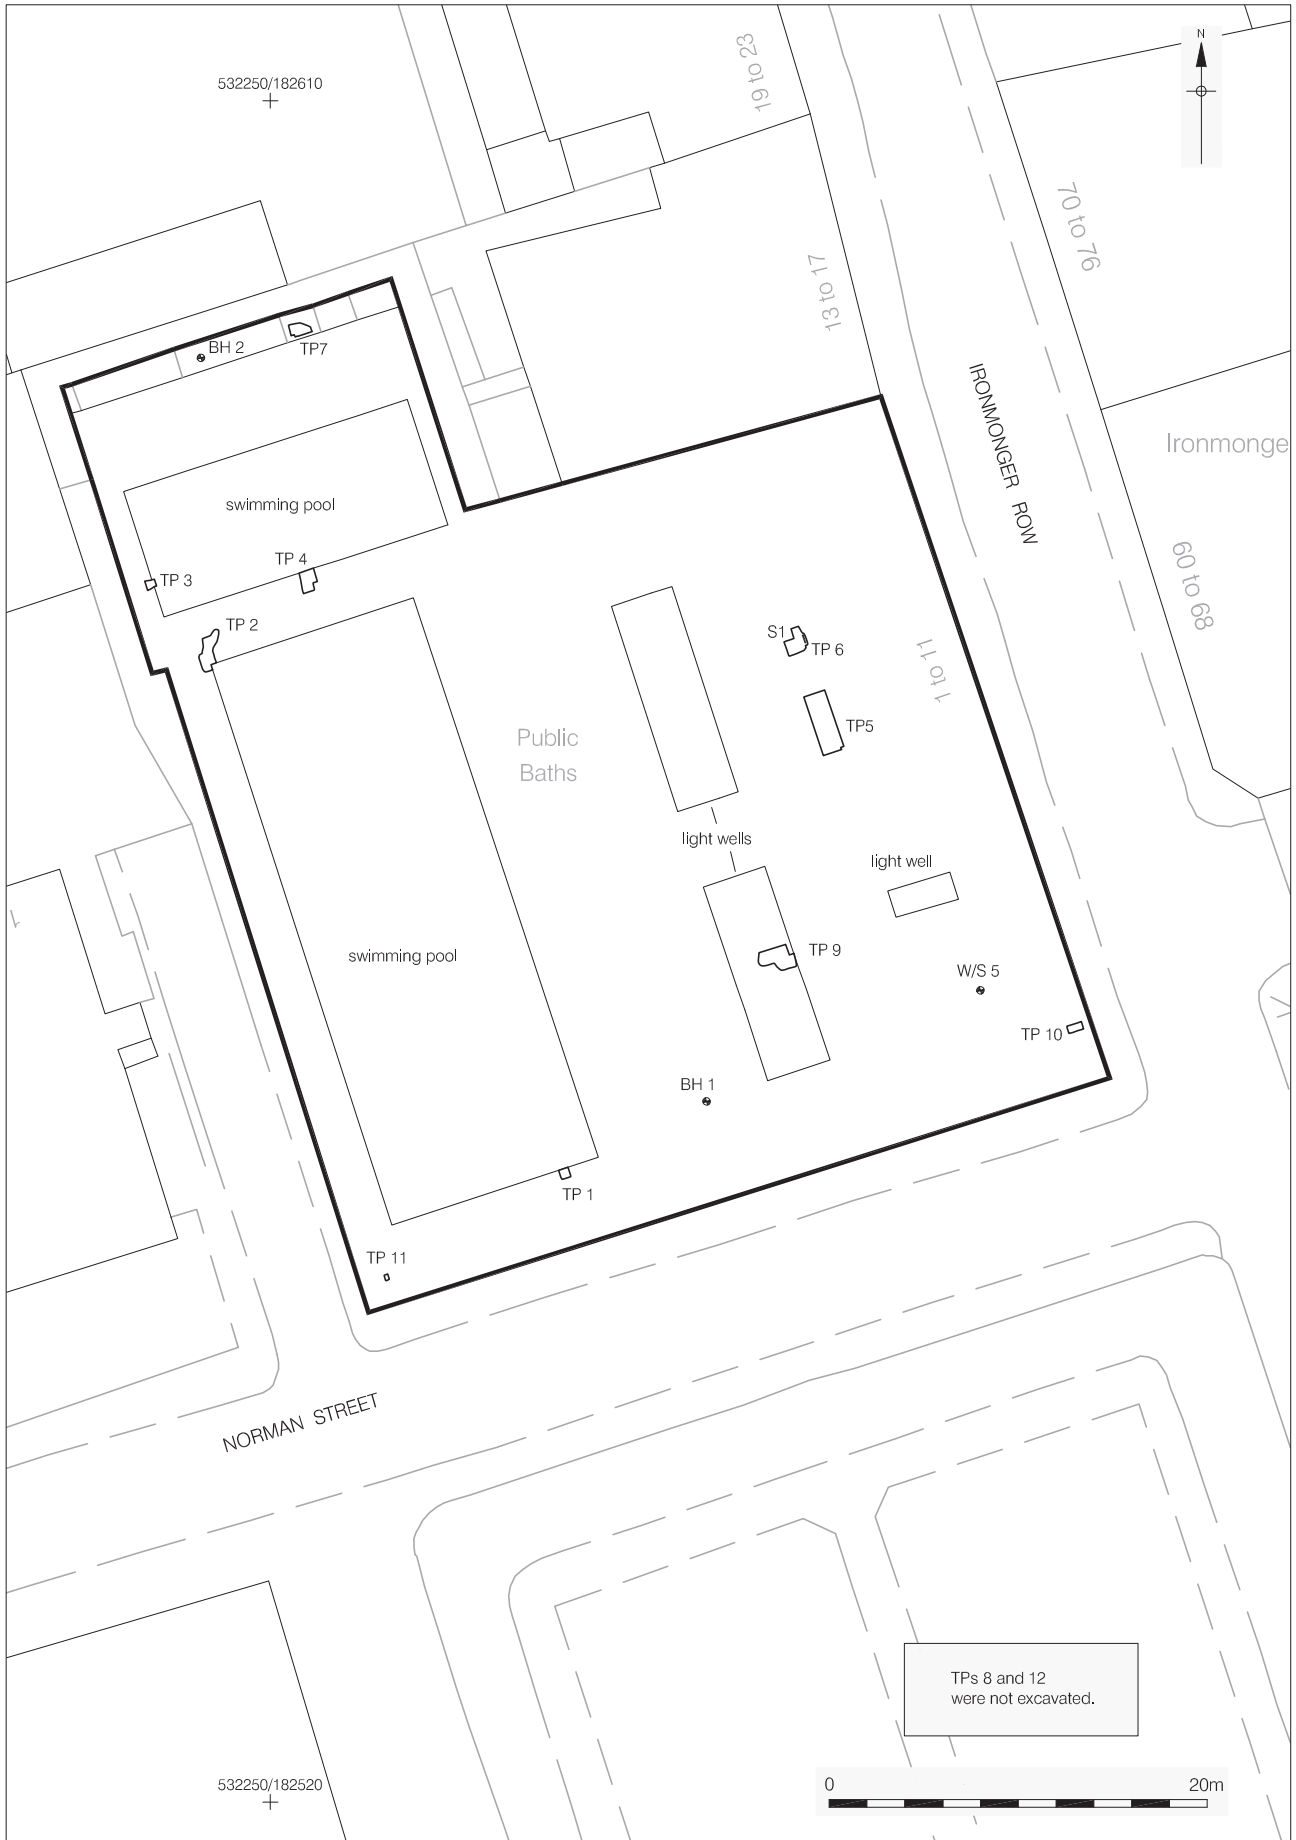 532250/182610
N
19 to 23
70 to 76
13 to 17
BH 2
TP7
IRONMONGER ROW
Ironmonge
swimming pool
TP 4
TP 3
69 to 68
TP 2
S1
TP 6
1 to 11
TP5
Public
Baths
light wells
light well
1
swimming pool
TP 9
W/S 5
TP 10
BH 1
TP 1
TP 11
NORMAN STREET
TPs 8 and 12
were not excavated.
532250/182520
0 20m